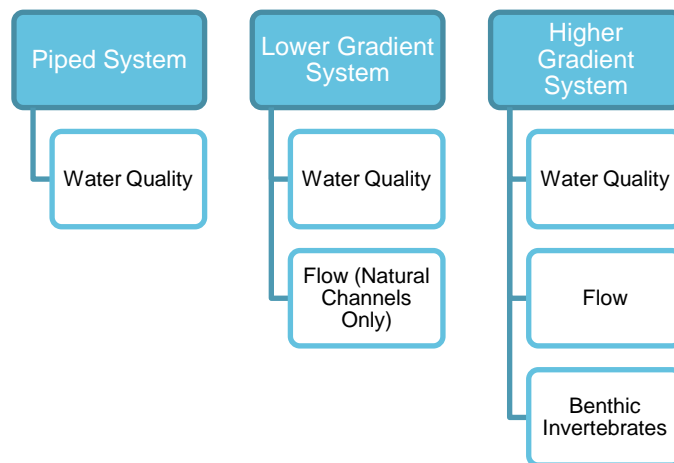 Piped System
Water Quality
Lower Gradient
System
Water Quality
Flow (Natural
Channels
Only)
Higher
Gradient
System
Water Quality
Flow
Benthic
Invertebrates